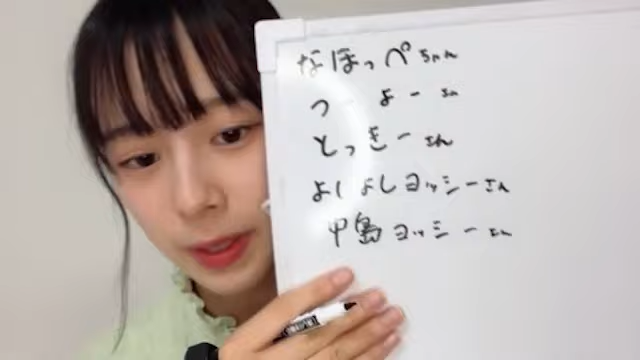 なほっぺちゃん
つーよーさん
とっきーさん
よしよしヨッシーさん
中島ヨッシーさん